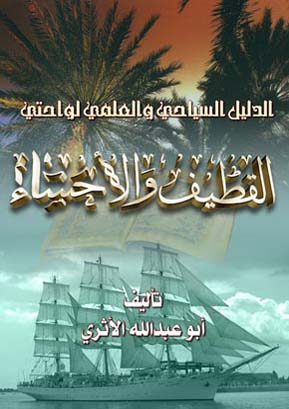 الدليل السياحي والعلمي لواحتي
القطيف والأحساء
تأليف
أبو عبدالله الأثري